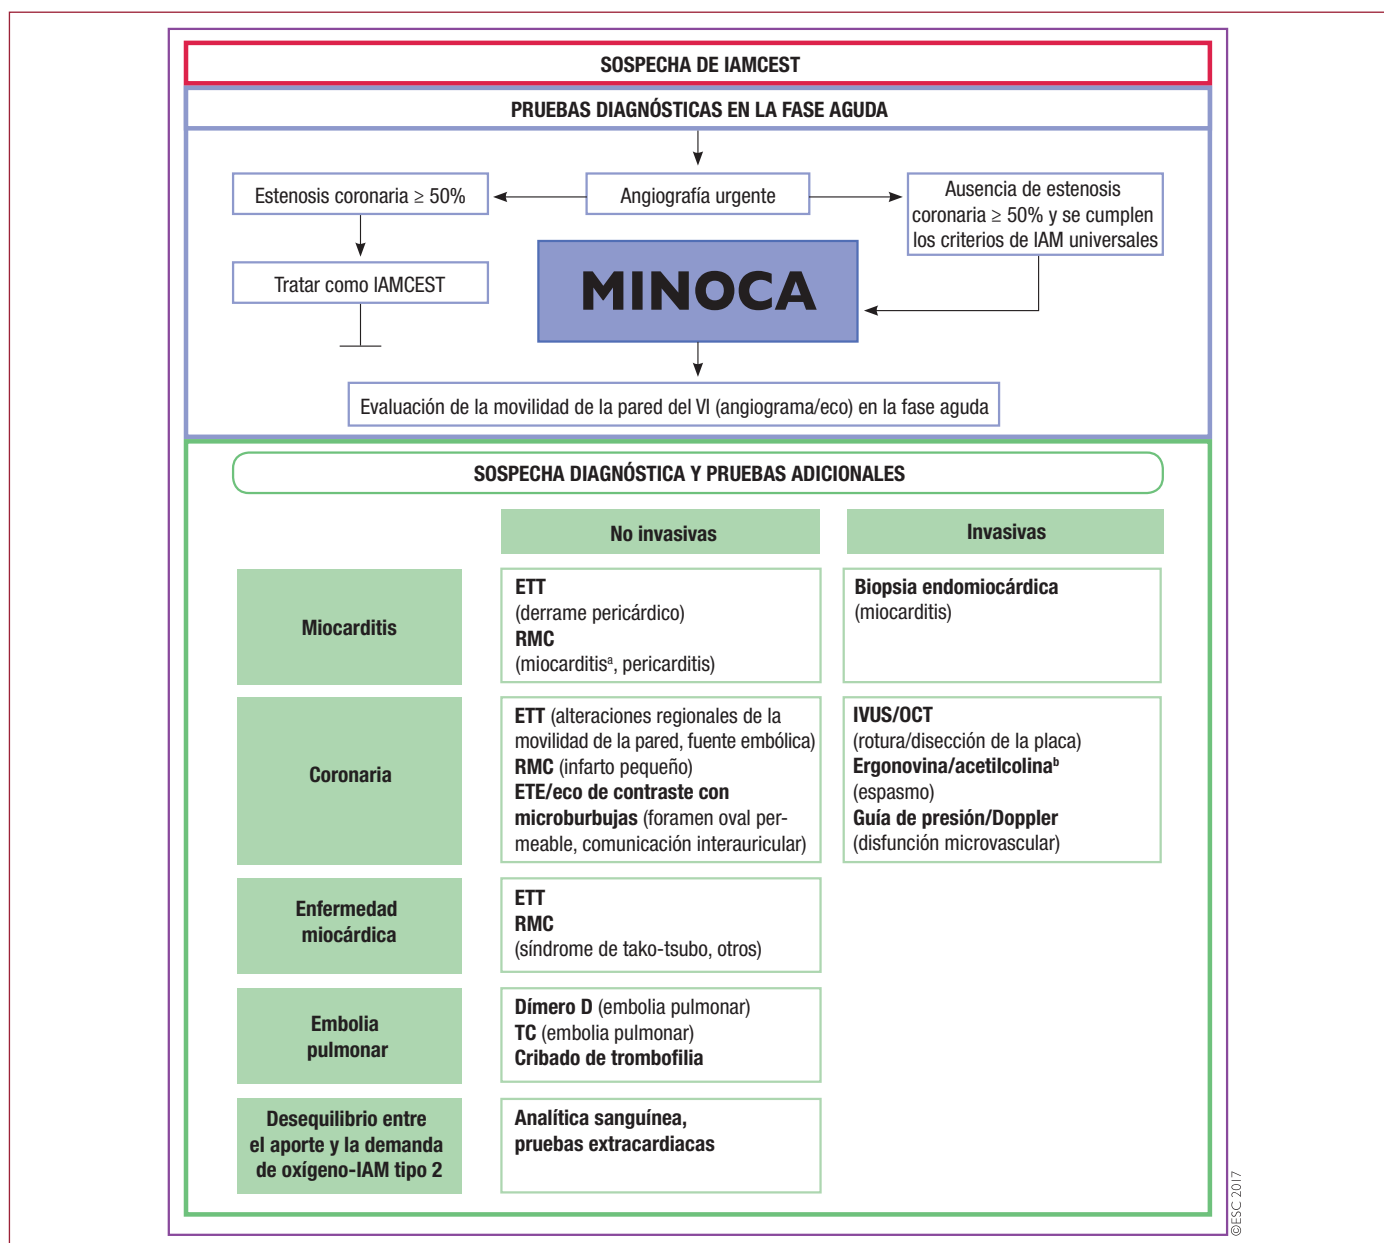 SOSPECHA DE IAMCEST
PRUEBAS DIAGNÓSTICAS EN LA FASE AGUDA
Estenosis coronaria ≥ 50%
Angiografía urgente
Ausencia de estenosis
coronaria ≥ 50% y se cumplen
los criterios de IAM universales
Tratar como IAMCEST
MINOCA
Evaluación de la movilidad de la pared del VI (angiograma/eco) en la fase aguda
SOSPECHA DIAGNÓSTICA Y PRUEBAS ADICIONALES
No invasivas
Invasivas
Miocarditis
ETT
(derrame pericárdico)
RMC
(miocarditisª, pericarditis)
Biopsia endomiocárdica
(miocarditis)
Coronaria
ETT (alteraciones regionales de la
movilidad de la pared, fuente embólica)
RMC (infarto pequeño)
ETE/eco de contraste con
microburbujas (foramen oval per-
meable, comunicación interauricular)
IVUS/OCT
(rotura/disección de la placa)
Ergonovina/acetilcolinaᵇ
(espasmo)
Guía de presión/Doppler
(disfunción microvascular)
Enfermedad
miocárdica
ETT
RMC
(síndrome de tako-tsubo, otros)
Embolia
pulmonar
Dímero D (embolia pulmonar)
TC (embolia pulmonar)
Cribado de trombofilia
Desequilibrio entre
el aporte y la demanda
de oxígeno-IAM tipo 2
Analítica sanguínea,
pruebas extracardiacas
©ESC 2017